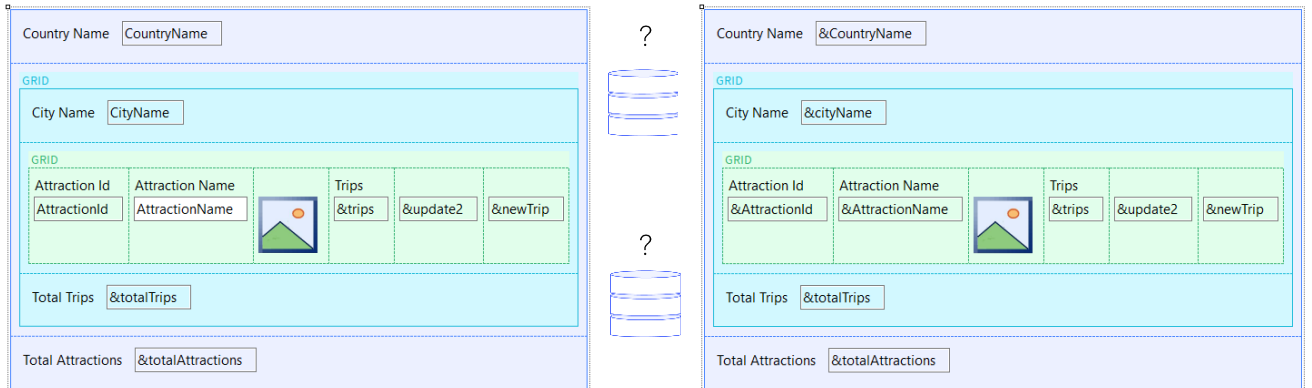 Country Name CountryName
GRID
City Name CityName
GRID
Attraction Id Attraction Name Trips
AttractionId AttractionName &trips &update2 &newTrip
Total Trips &totalTrips
Total Attractions &totalAttractions
?
?
Country Name &CountryName
GRID
City Name &cityName
GRID
Attraction Id Attraction Name Trips
&AttractionId &AttractionName &trips &update2 &newTrip
Total Trips &totalTrips
Total Attractions &totalAttractions